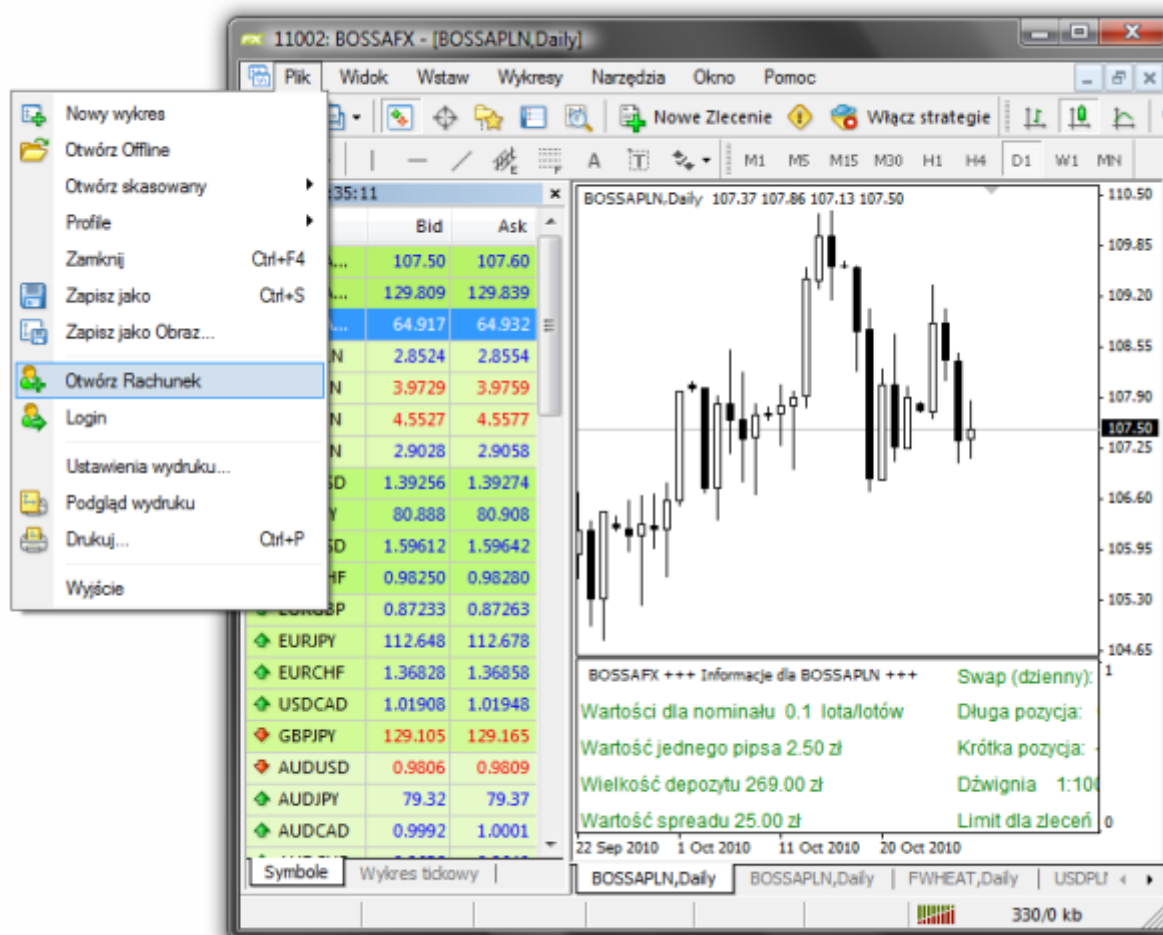 11002: BOSSAFX - [BOSSAPLN,Daily]
Plik Widok Wstaw Wykresy Narzędzia Okno Pomoc
Nowe Zlecenie Włącz strategie
A T M1 M5 M15 M30 H1 H4 D1 W1 MN
Nowy wykres
Otwórz Offline
Otwórz skasowany
Profile
Zamknij Ctrl+F4
Zapisz jako Ctrl+S
Zapisz jako Obraz...
Otwórz Rachunek
Login
Ustawienia wydruku...
Podgląd wydruku
Drukuj... Ctrl+P
Wyjście
:35:11
Bid Ask
107.50 107.60
129.809 129.839
64.917 64.932
N 2.8524 2.8554
N 3.9729 3.9759
N 4.5527 4.5577
N 2.9028 2.9058
SD 1.39256 1.39274
Y 80.888 80.908
SD 1.59612 1.59642
HF 0.98250 0.98280
EURGBP 0.87233 0.87263
EURJPY 112.648 112.678
EURCHF 1.36828 1.36858
USDCAD 1.01908 1.01948
GBPJPY 129.105 129.165
AUDUSD 0.9806 0.9809
AUDJPY 79.32 79.37
AUDCAD 0.9992 1.0001
Symbole Wykres tickowy
BOSSAPLN,Daily 107.37 107.86 107.13 107.50
110.50
109.85
109.20
108.55
107.90
107.50
107.25
106.60
105.95
105.30
104.65
BOSSAFX +++ Informacje dla BOSSAPLN +++ Swap (dzienny): 1
Wartości dla nominału 0.1 lota/lotów Długa pozycja:
Wartość jednego pipsa 2.50 zł Krótka pozycja: -
Wielkość depozytu 269.00 zł Dźwignia 1:100
Wartość spreadu 25.00 zł Limit dla zleceń 0
22 Sep 2010 1 Oct 2010 11 Oct 2010 20 Oct 2010
BOSSAPLN,Daily BOSSAPLN,Daily FWHEAT,Daily USDPL
330/0 kb